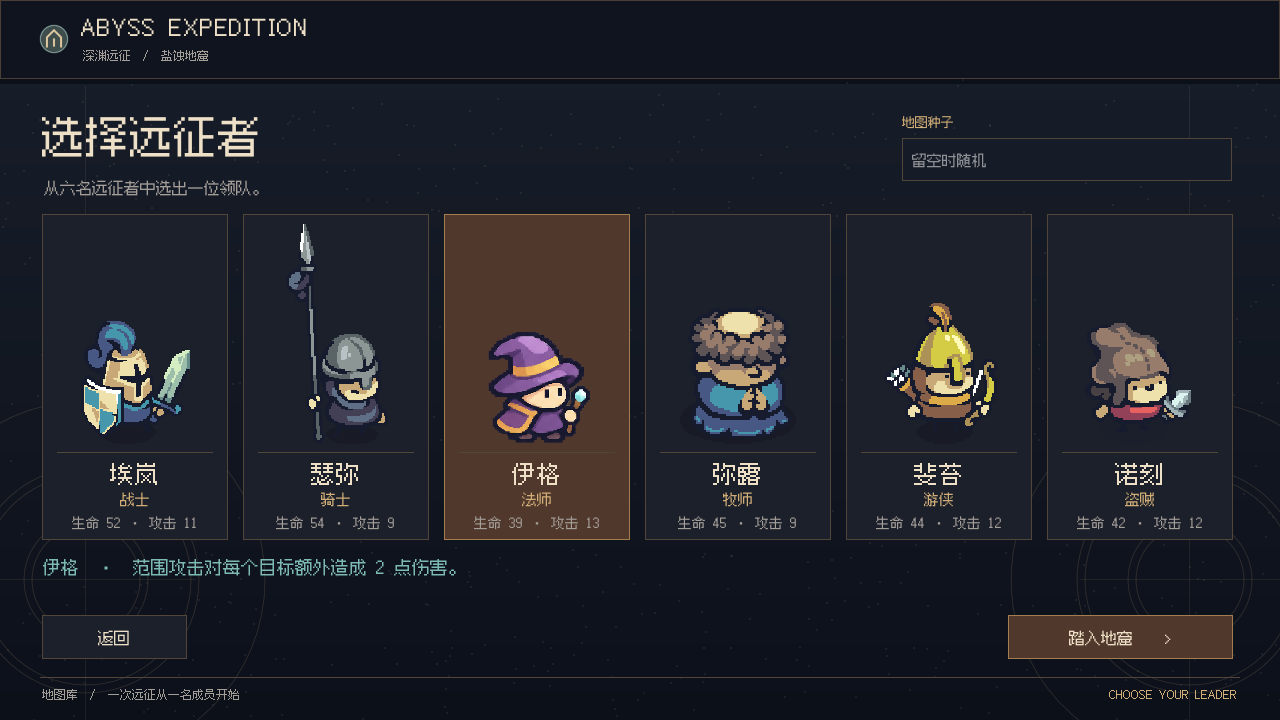 ABYSS EXPEDITION
深渊远征 / 盐蚀地窟
选择远征者
从六名远征者中选出一位领队。
地图种子
留空时随机
埃岚
战士
生命 52 · 攻击 11
瑟弥
骑士
生命 54 · 攻击 9
伊格
法师
生命 39 · 攻击 13
弥露
牧师
生命 45 · 攻击 9
斐苔
游侠
生命 44 · 攻击 12
诺刻
盗贼
生命 42 · 攻击 12
伊格 · 范围攻击对每个目标额外造成 2 点伤害。
返回
踏入地窟 >
地图库 / 一次远征从一名成员开始
CHOOSE YOUR LEADER